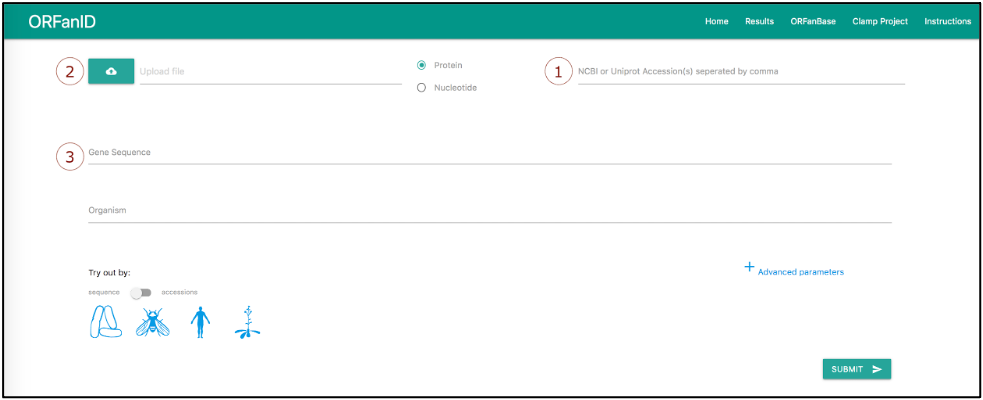 ORFanID
Home Results ORFanBase Clamp Project Instructions
2 Upload file
Protein
Nucleotide
1 NCBI or Uniprot Accession(s) seperated by comma
3 Gene Sequence
Organism
Try out by:
sequence accessions
Advanced parameters
SUBMIT